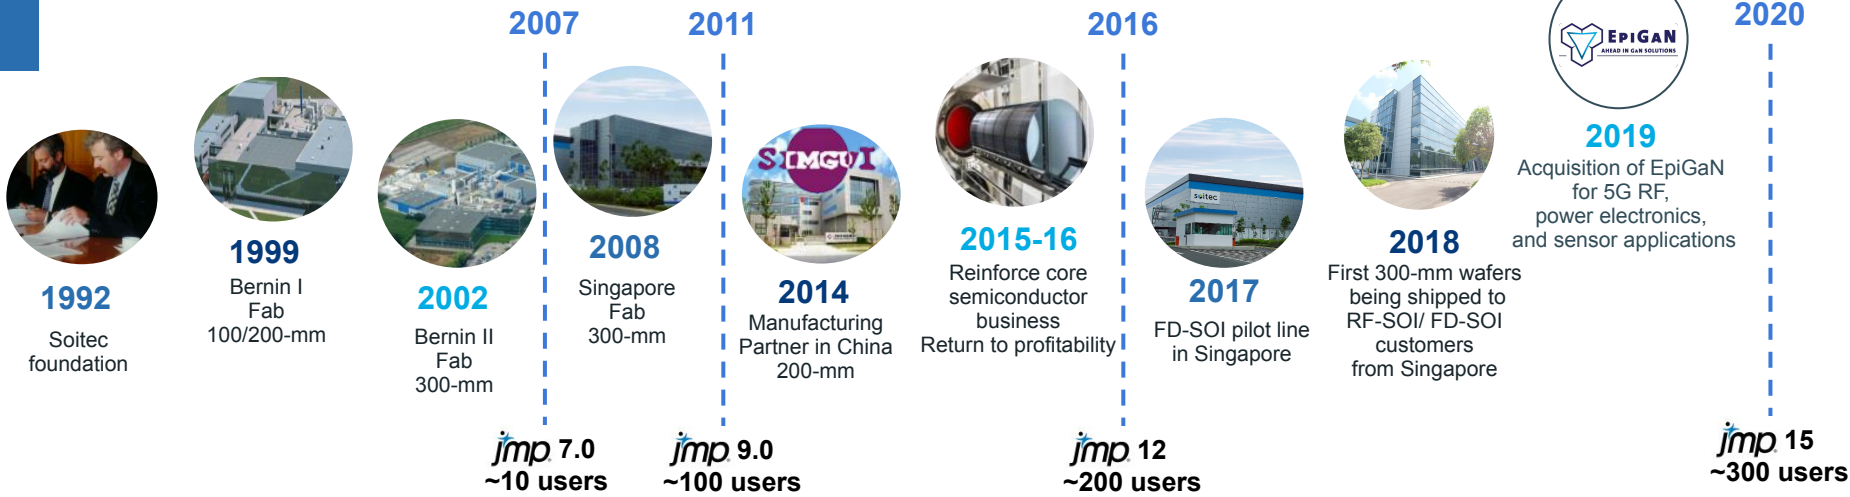 2007
2011
2016
2020
EPIGAN
AHEAD IN GAN SOLUTIONS
1992
Soitec
foundation
1999
Bernin I
Fab
100/200-mm
2002
Bernin II
Fab
300-mm
2008
Singapore
Fab
300-mm
SIMGUI
2014
Manufacturing
Partner in China
200-mm
2015-16
Reinforce core
semiconductor
business
Return to profitability
soitec
2017
FD-SOI pilot line
in Singapore
2018
First 300-mm wafers
being shipped to
RF-SOI/ FD-SOI
customers
from Singapore
2019
Acquisition of EpiGaN
for 5G RF,
power electronics,
and sensor applications
jmp 7.0
~10 users
jmp 9.0
~100 users
jmp 12
~200 users
jmp 15
~300 users